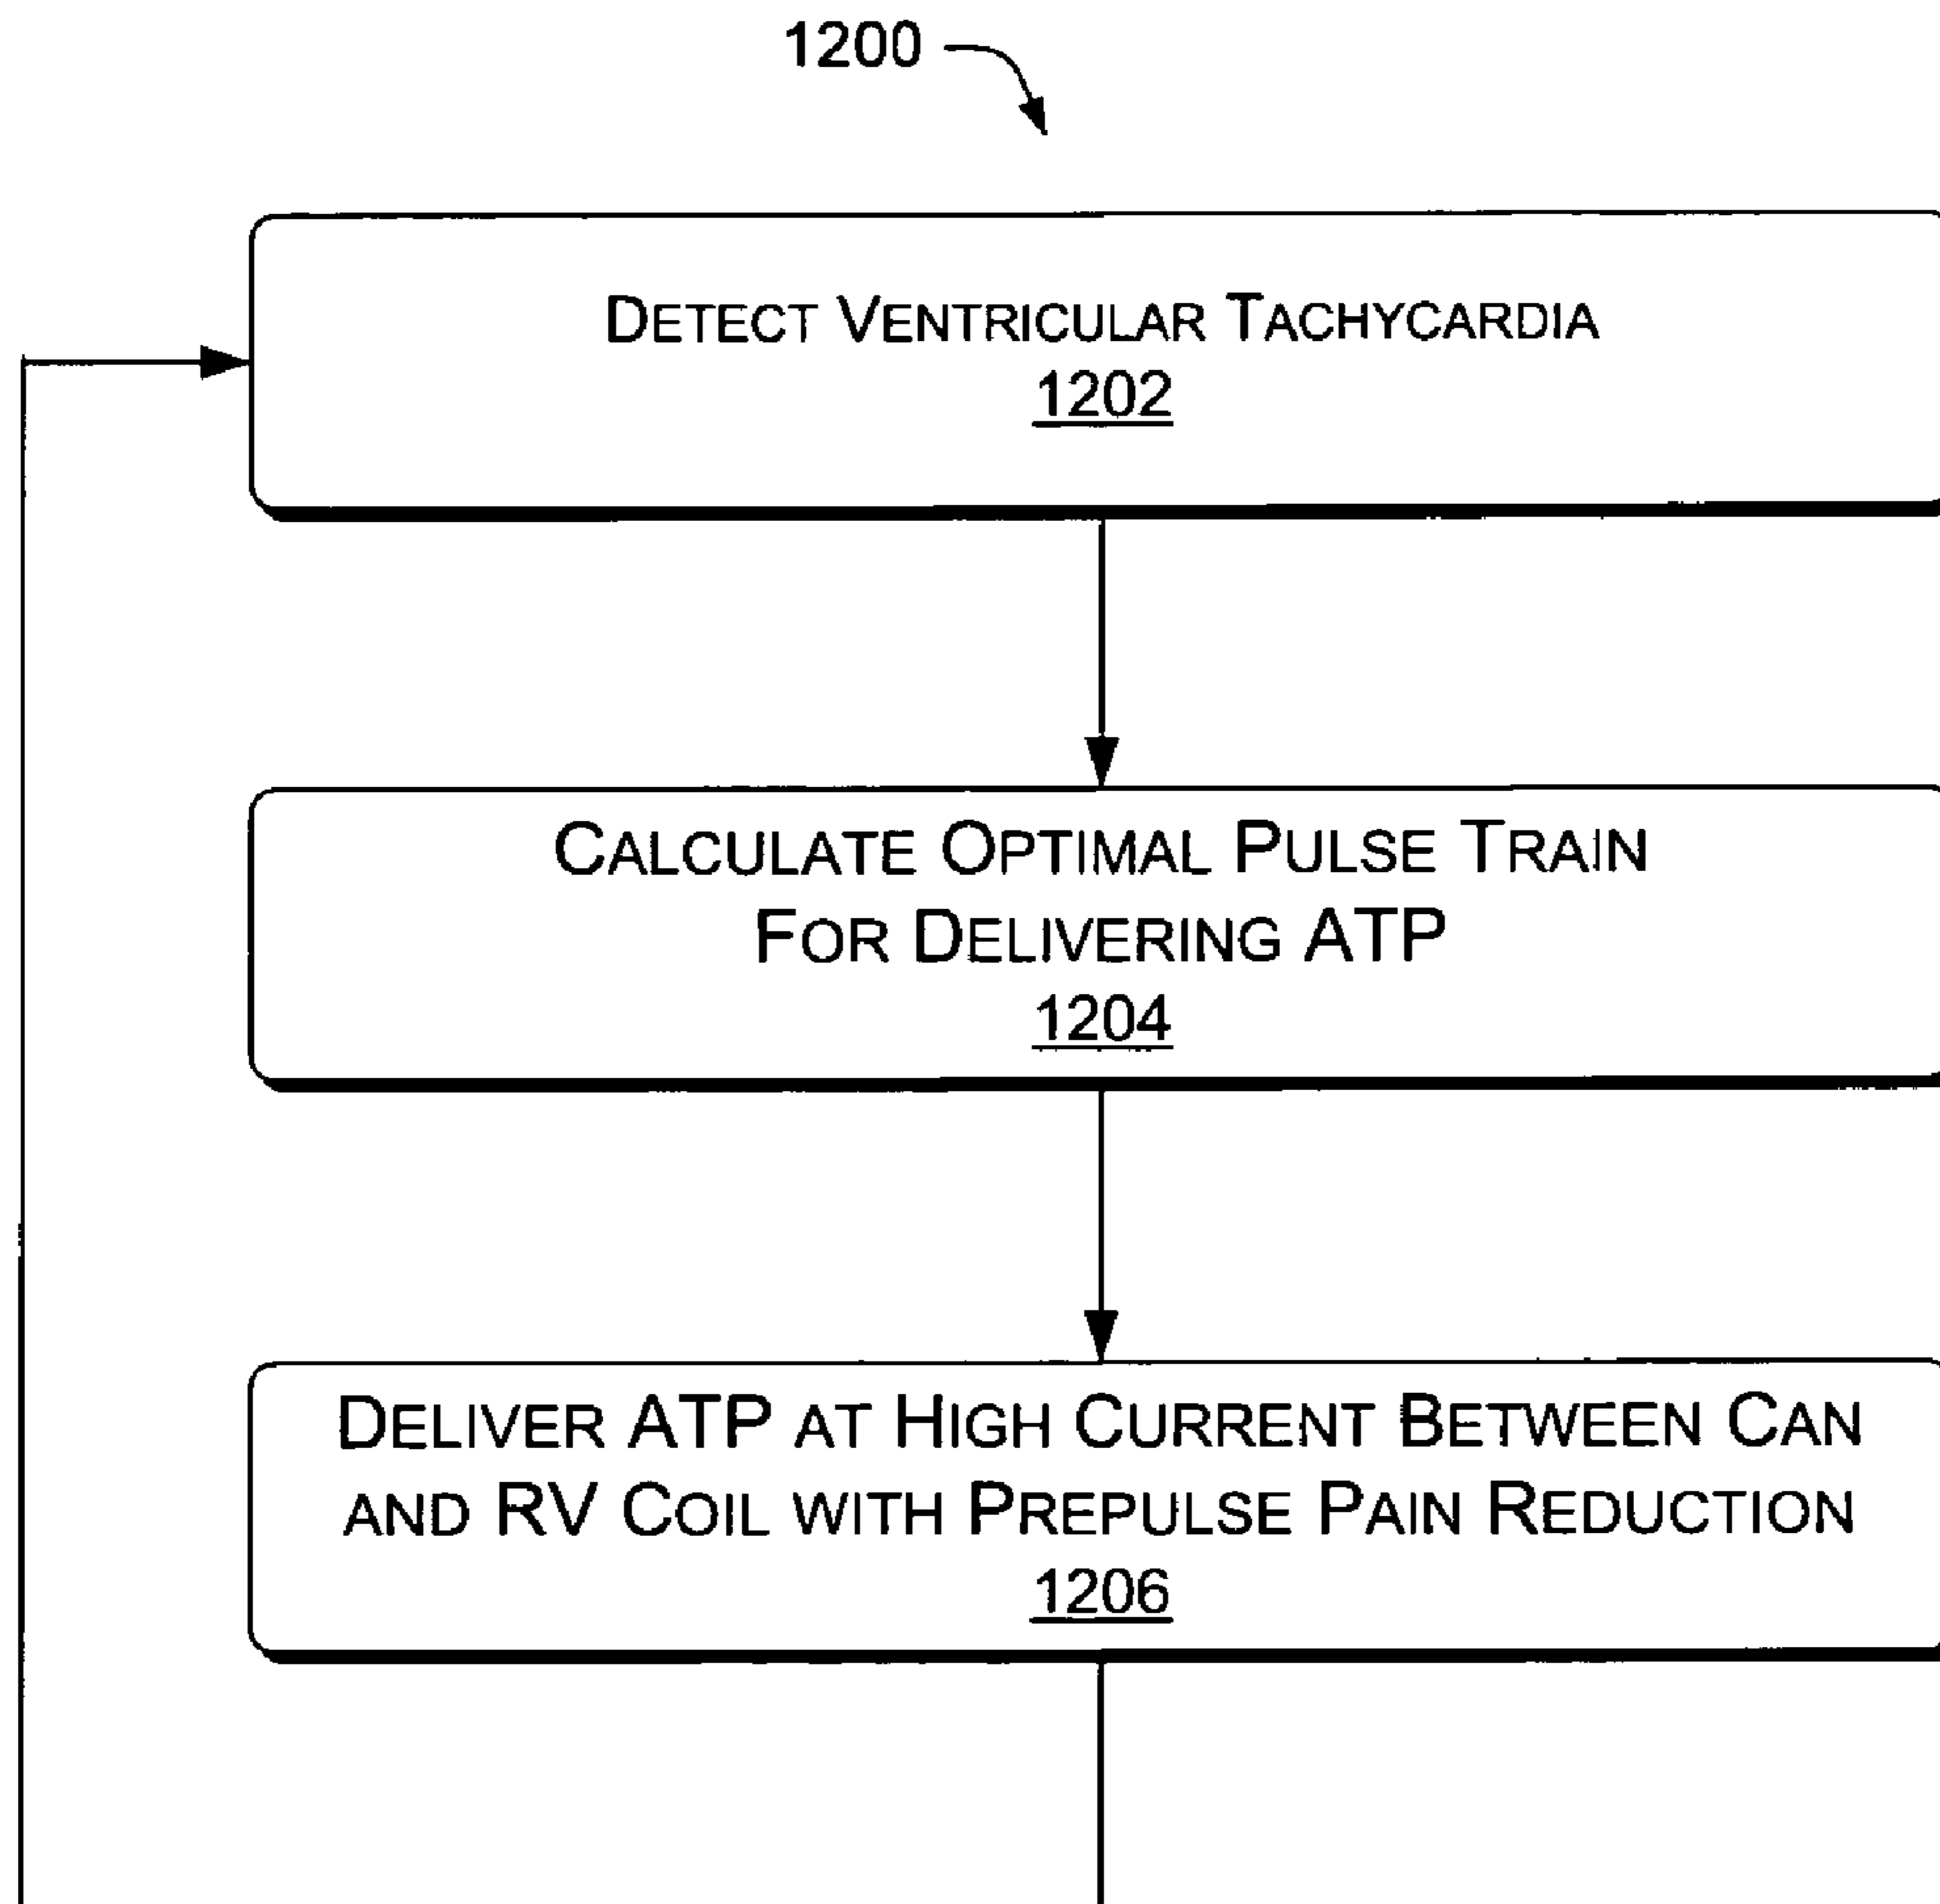 1200
DETECT VENTRICULAR TACHYCARDIA
1202
CALCULATE OPTIMAL PULSE TRAIN
FOR DELIVERING ATP
1204
DELIVER ATP AT HIGH CURRENT BETWEEN CAN
AND RV COIL WITH PREPULSE PAIN REDUCTION
1206